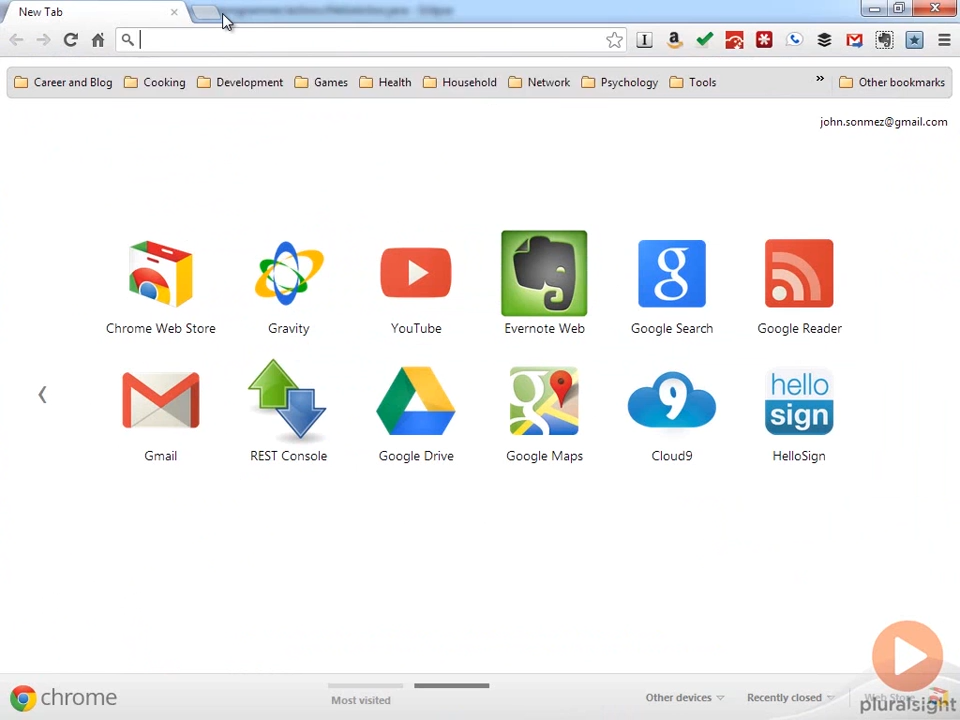 New Tab
Career and Blog
Cooking
Development
Games
Health
Household
Network
Psychology
Tools
»
Other bookmarks
john.sonmez@gmail.com
Chrome Web Store
Gravity
YouTube
Evernote Web
Google Search
Google Reader
hello
sign
Gmail
REST Console
Google Drive
Google Maps
Cloud9
HelloSign
chrome
Most visited
Other devices
Recently closed
Web Store
pluralsight